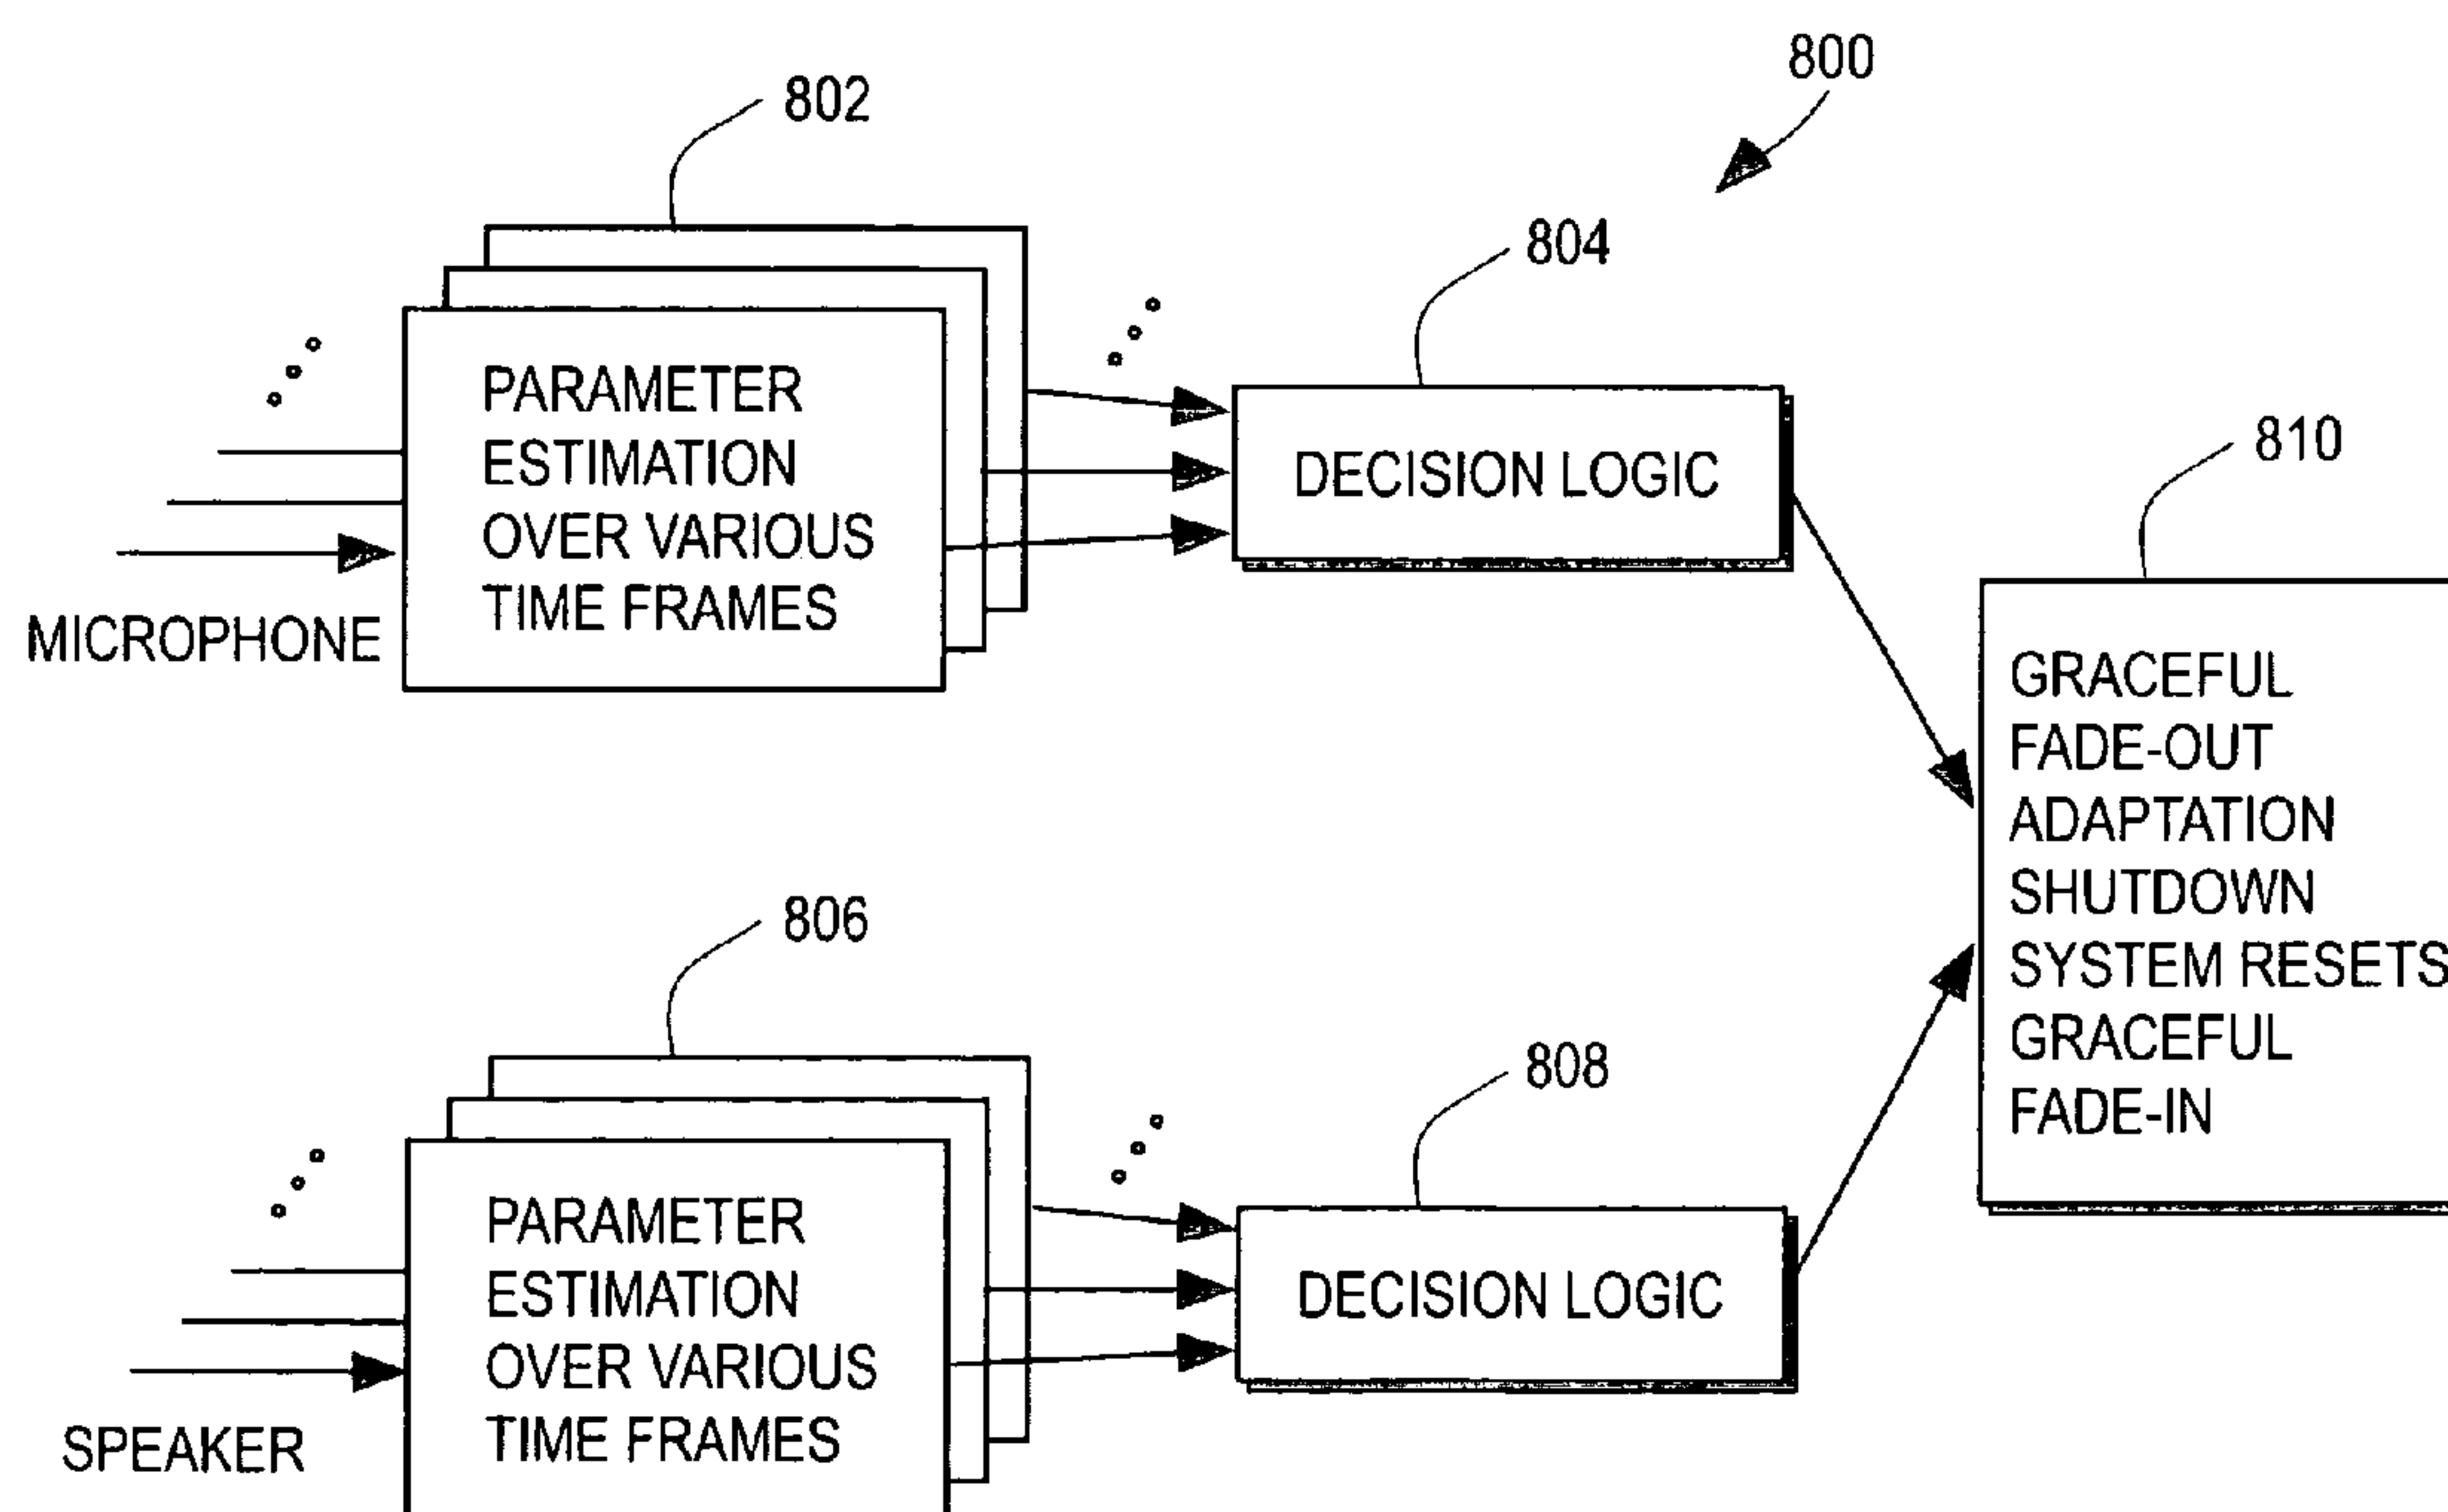 800
802
804
PARAMETER
ESTIMATION
OVER VARIOUS
TIME FRAMES
MICROPHONE
DECISION LOGIC
810
GRACEFUL
FADE-OUT
ADAPTATION
SHUTDOWN
SYSTEM RESETS
GRACEFUL
FADE-IN
806
808
PARAMETER
ESTIMATION
OVER VARIOUS
TIME FRAMES
SPEAKER
DECISION LOGIC